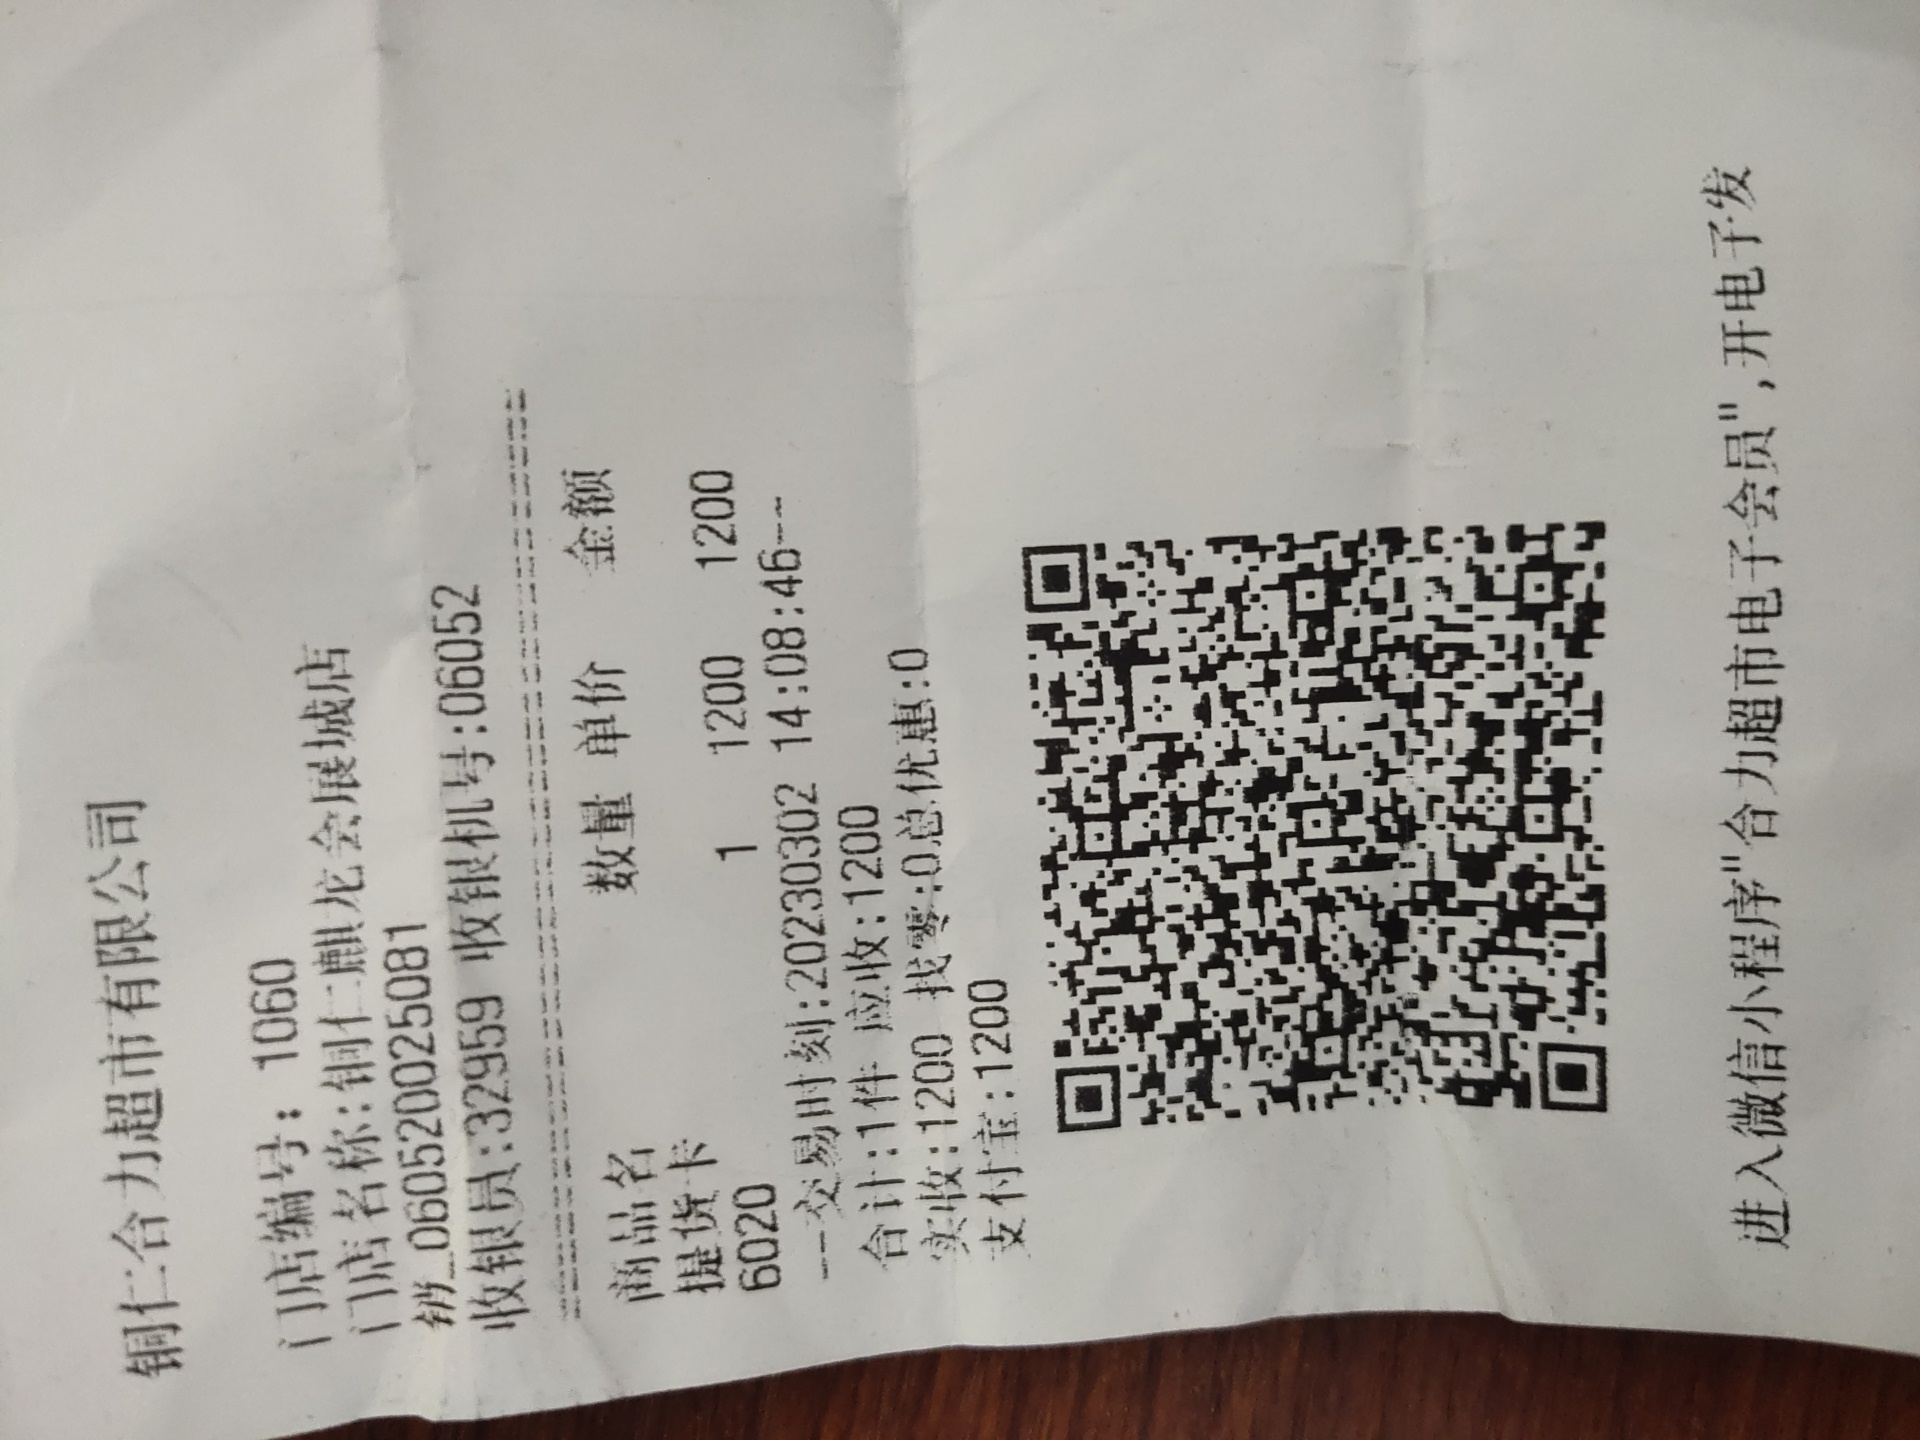 铜仁合力超市有限公司
门店编号: 1060
门店名称:铜仁麒龙会展城店
销_060520025081
收银员:32959 收银机号:06052
商品名 数量 单价 金额
提货卡
6020 1 1200 1200
--交易时刻:20230302 14:08:46--
合计:1件 应收:1200
实收:1200 找零:0总优惠:0
支付宝:1200
进入微信小程序"合力超市电子会员",开电子发